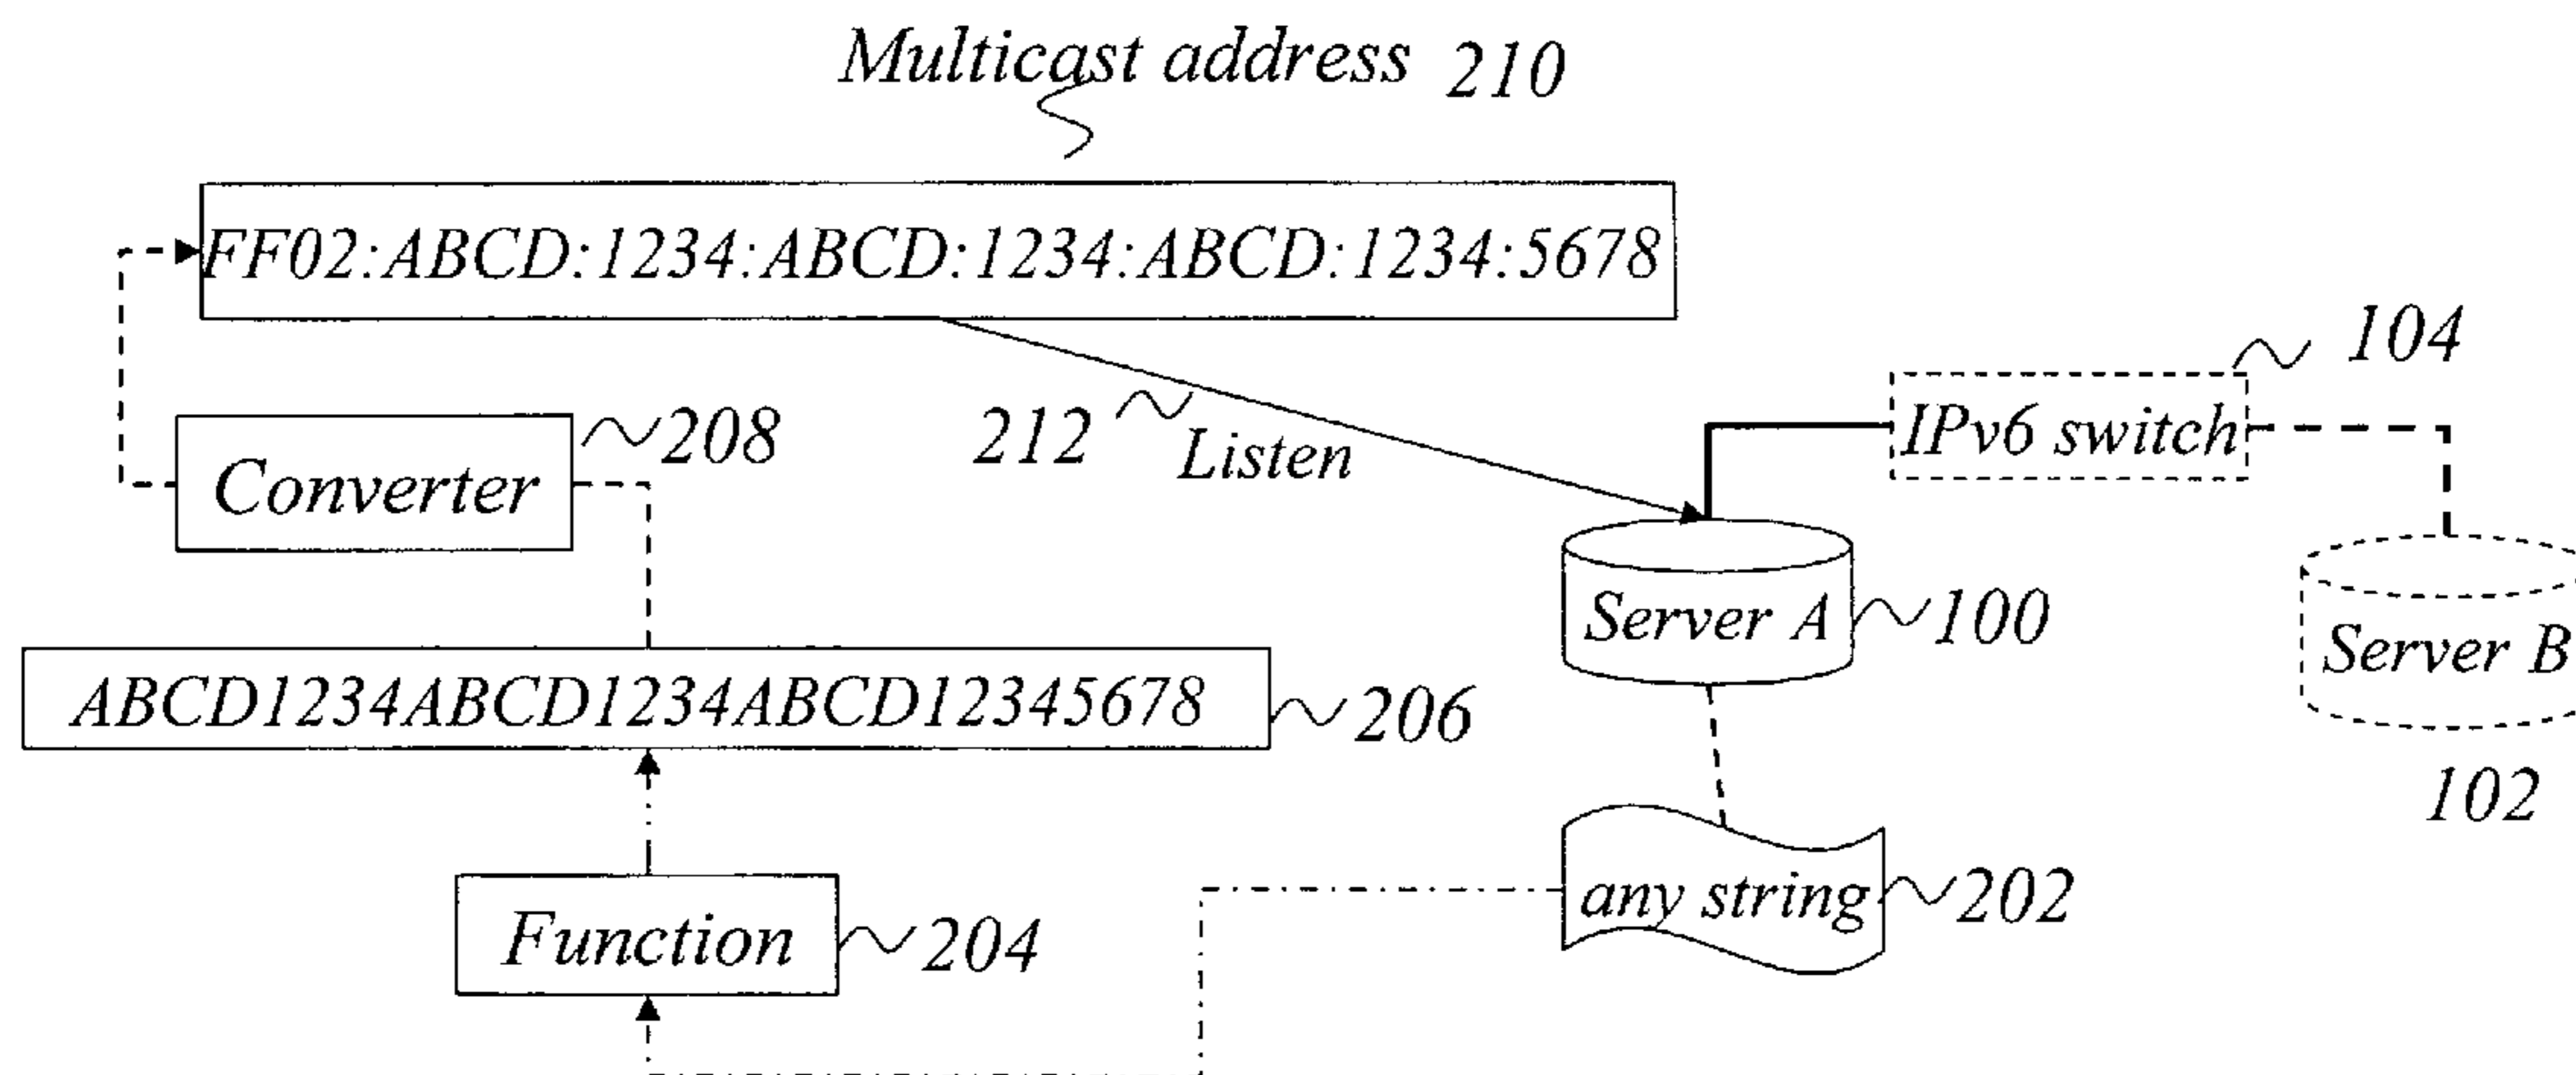 Multicast address 210
FF02:ABCD:1234:ABCD:1234:ABCD:1234:5678
104
IPv6 switch
212
Listen
208
Converter
Server A
100
Server B
ABCD1234ABCD1234ABCD12345678
206
102
any string
202
Function
204